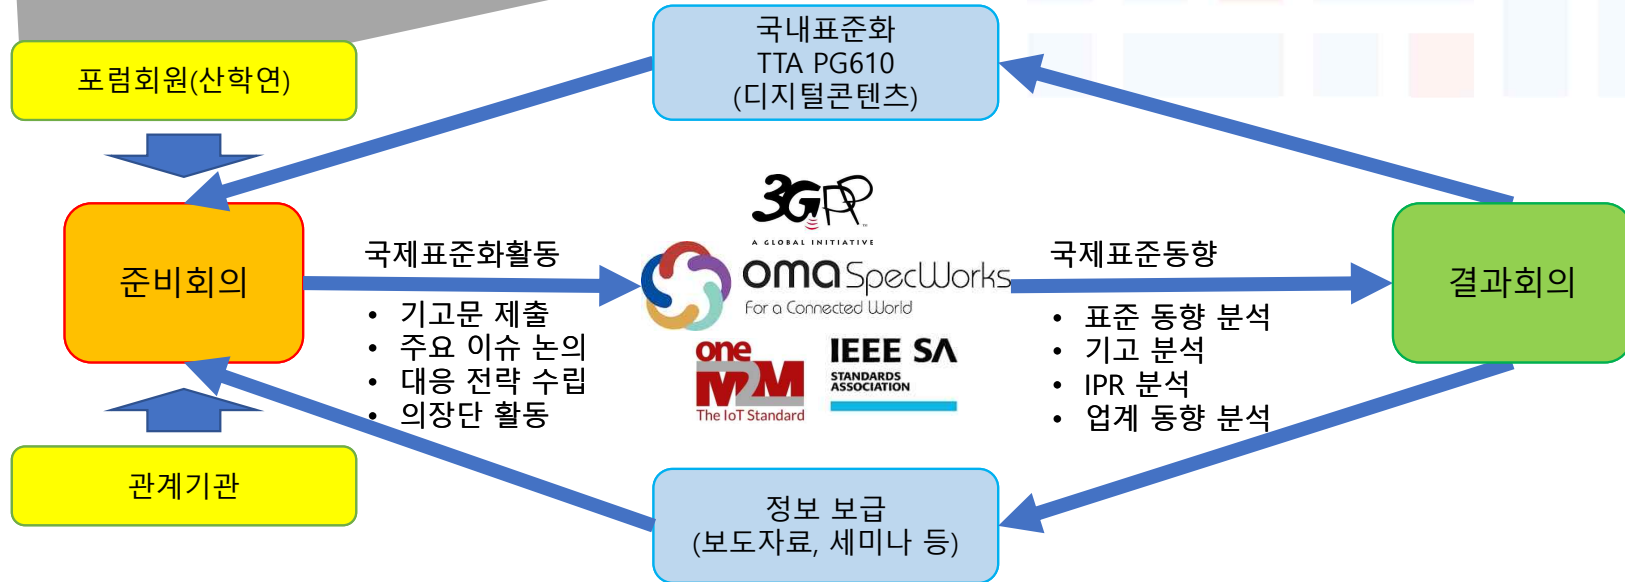 국내표준화
TTA PG610
(디지털콘텐츠)
포럼회원(산학연)
준비회의
관계기관
국제표준화활동
• 기고문 제출
• 주요 이슈 논의
• 대응 전략 수립
• 의장단 활동
3GPP
A GLOBAL INITIATIVE
oma SpecWorks
For a Connected World
one
M2M
The IoT Standard
IEEE SA
STANDARDS
ASSOCIATION
국제표준동향
• 표준 동향 분석
• 기고 분석
• IPR 분석
• 업계 동향 분석
결과회의
정보 보급
(보도자료, 세미나 등)